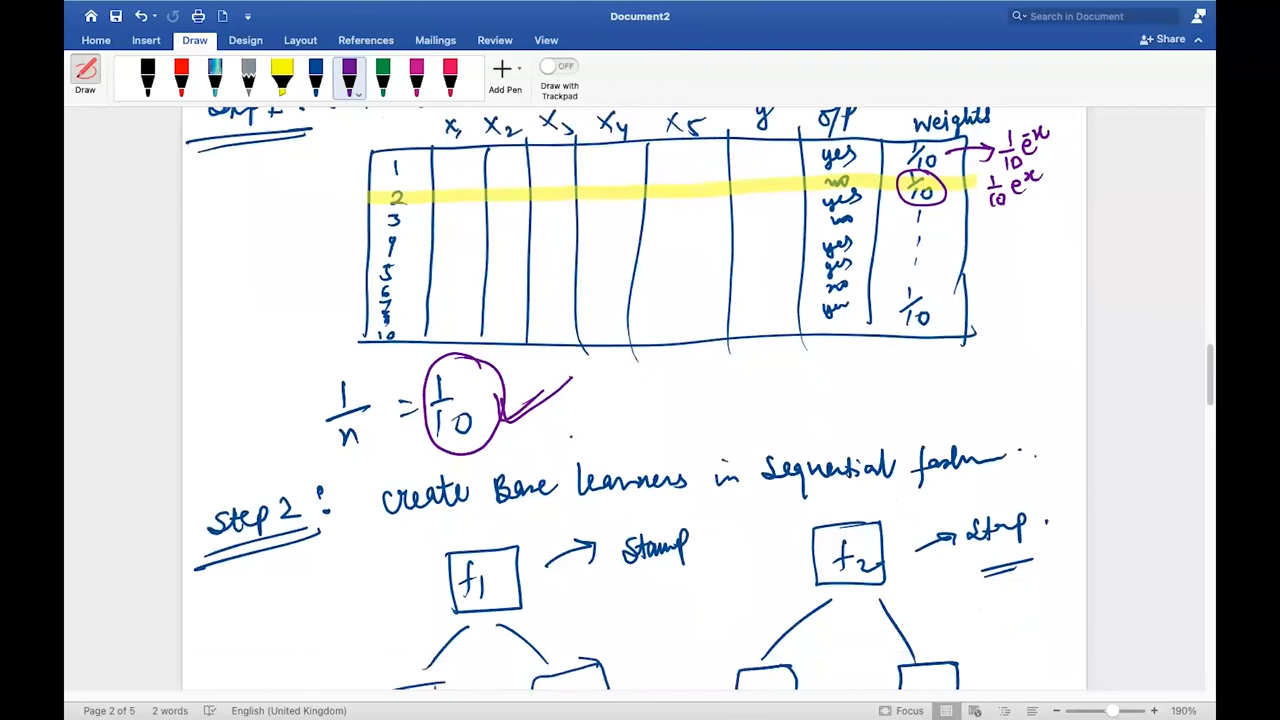 Document2
Search in Document
Home Insert Draw Design Layout References Mailings Review View
Share
Draw
Add Pen
OFF
Draw with
Trackpad
x1 x2 x3 x4 x5 y O/P weights
1 yes 1/10 → 1/10 e^-x
2 no 1/10 1/10 e^x
3 yes
4 no
5 yes
6 yes
7 no
8 yes 1/10
10
1/n = 1/10
Step 2: Create Base learners in Sequential
f1 → Stamp f2 →
Page 2 of 5 2 words English (United Kingdom) Focus 190%